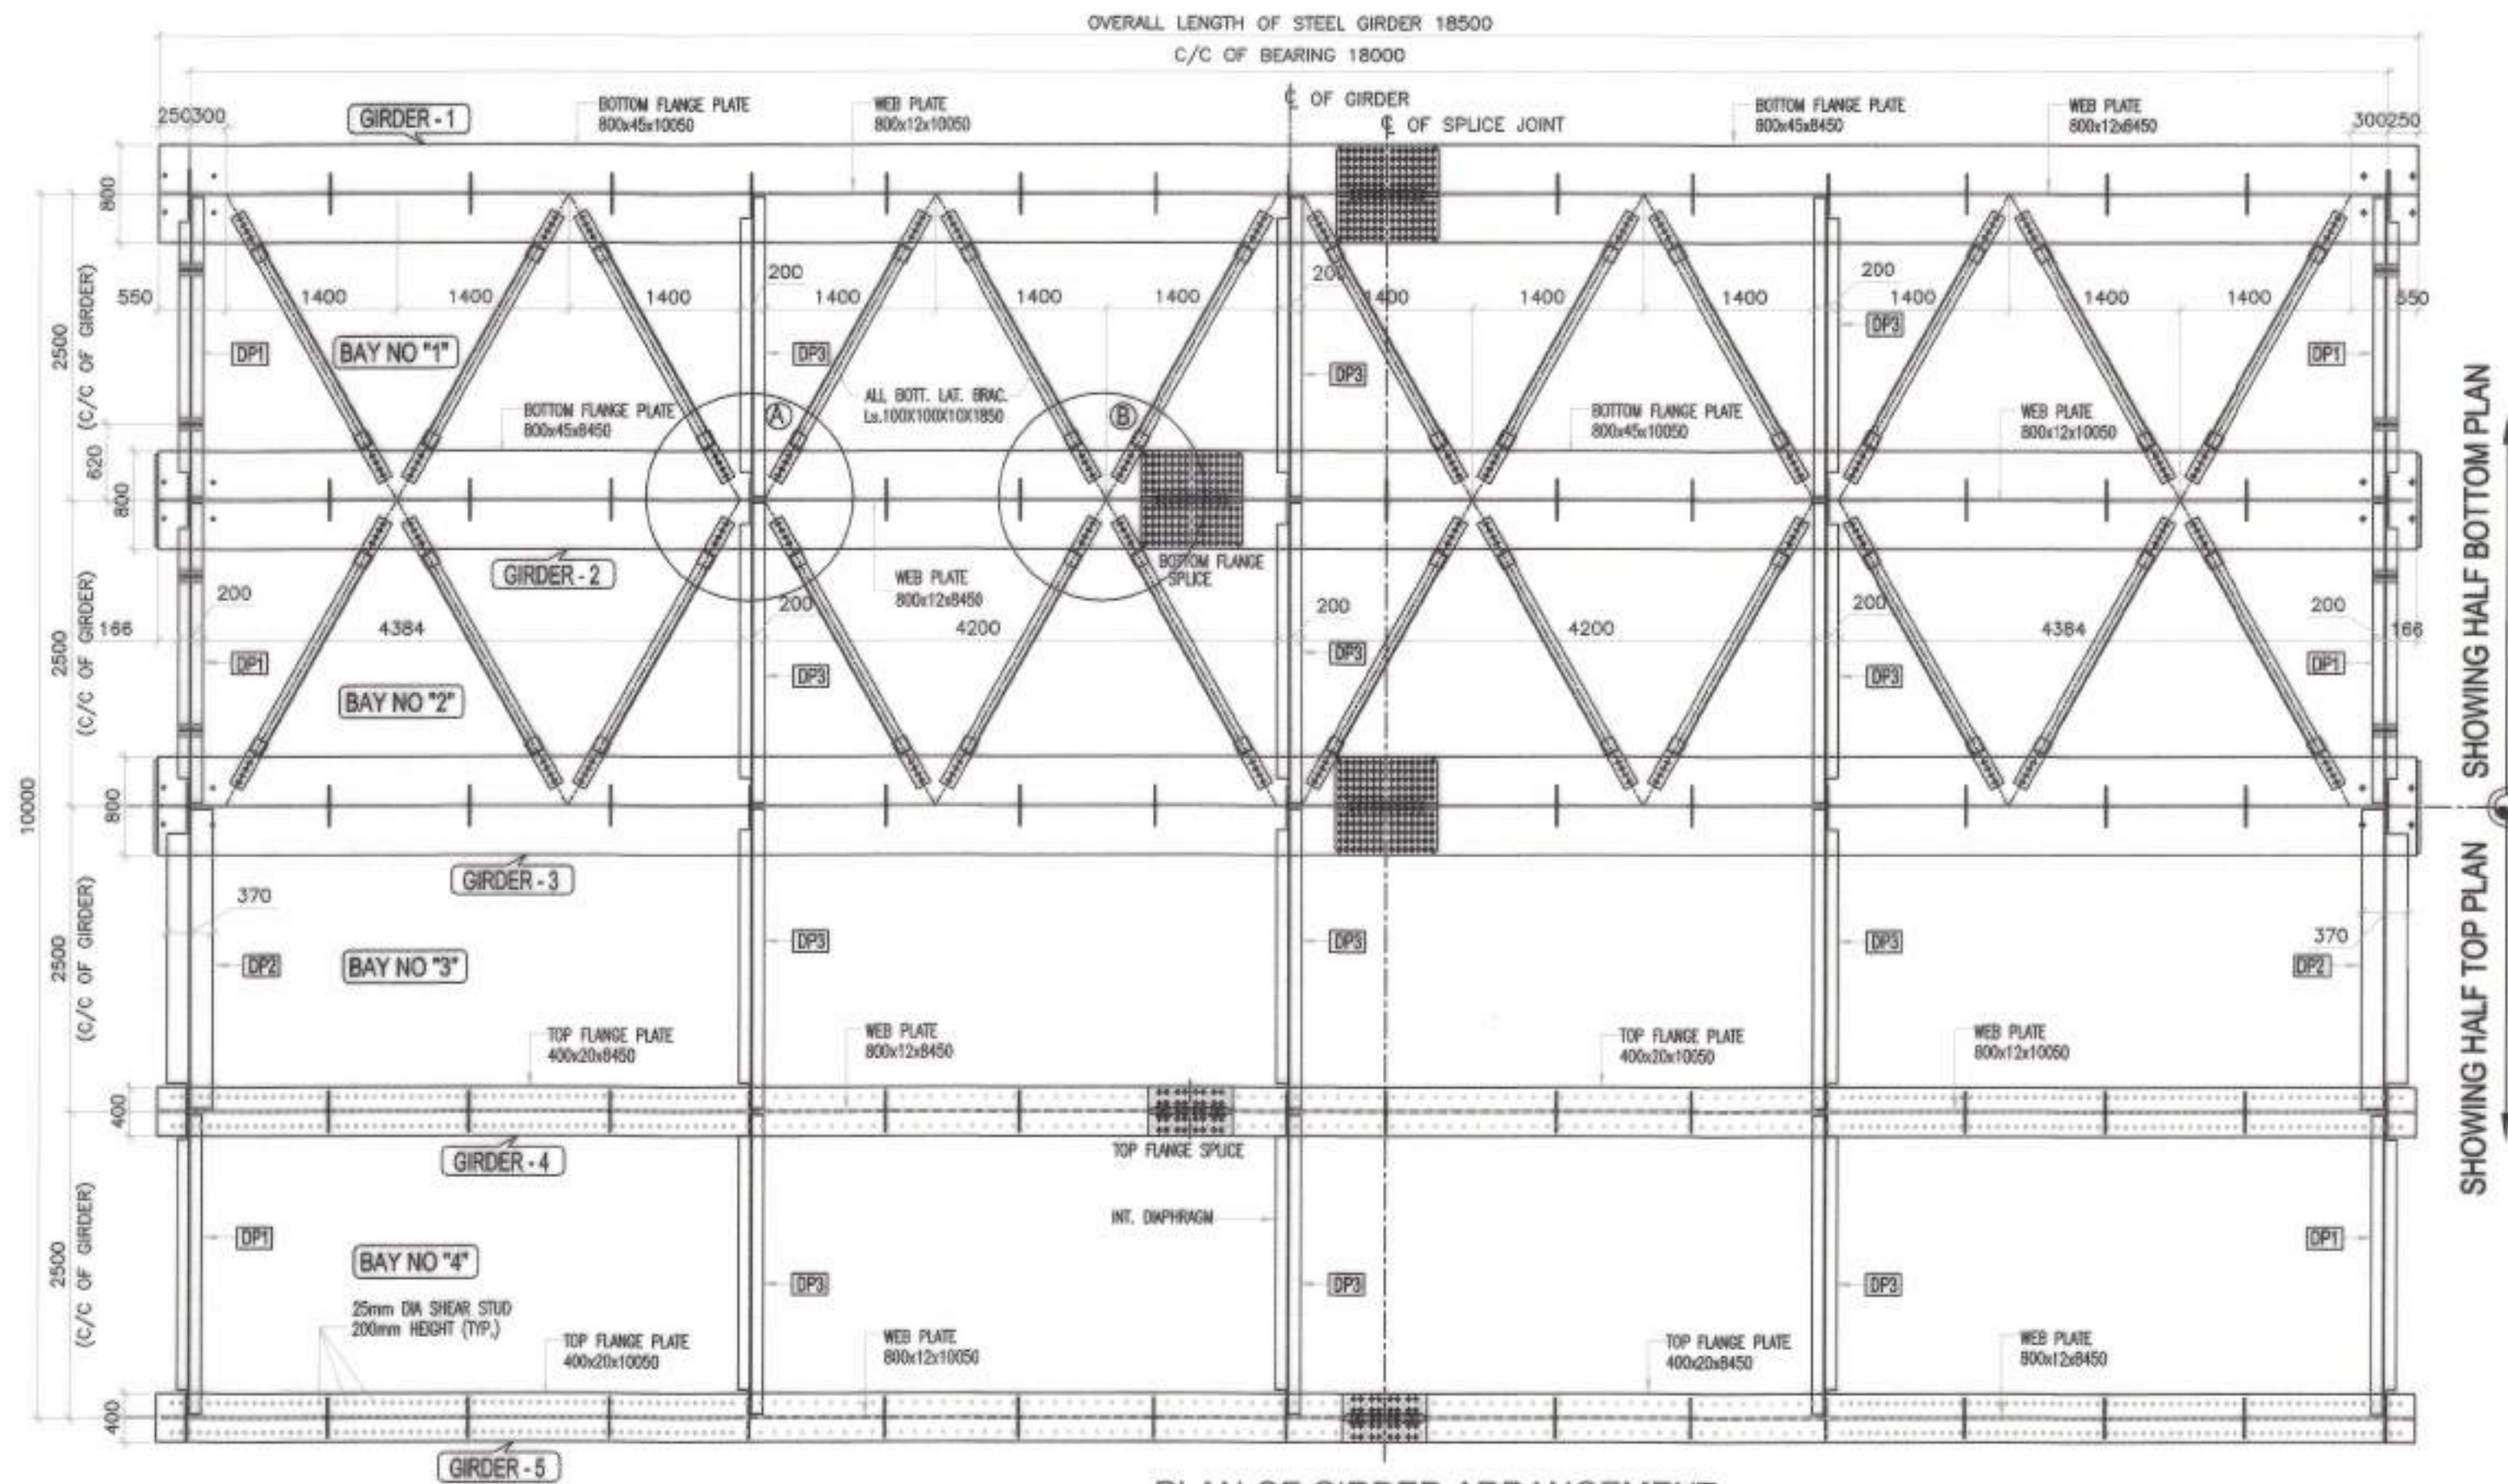 OVERALL LENGTH OF STEEL GIRDER 18500
C/C OF BEARING 18000
℄ OF GIRDER
BOTTOM FLANGE PLATE
800x45x10050
WEB PLATE
800x12x10050
BOTTOM FLANGE PLATE
800x45x8450
WEB PLATE
800x12x8450
250300
GIRDER - 1
℄ OF SPLICE JOINT
300250
800
200
200
200
550
1400
1400
1400
1400
1400
1400
1400
1400
1400
1400
1400
1400
550
2500
(C/C OF GIRDER)
DP1
BAY NO "1"
DP3
DP3
DP3
DP1
ALL BOTT. LAT. BRAC.
Ls.100X100X10X1850
A
B
BOTTOM FLANGE PLATE
800x45x8450
BOTTOM FLANGE PLATE
800x45x10050
WEB PLATE
800x12x10050
620
800
GIRDER - 2
BOTTOM FLANGE
SPLICE
WEB PLATE
800x12x8450
200
200
200
200
200
166
4384
4200
4200
4384
166
2500
(C/C OF GIRDER)
DP1
DP3
DP3
DP3
DP1
BAY NO "2"
SHOWING HALF BOTTOM PLAN
10000
800
GIRDER - 3
370
370
2500
(C/C OF GIRDER)
DP2
BAY NO "3"
DP3
DP3
DP3
DP2
SHOWING HALF TOP PLAN
TOP FLANGE PLATE
400x20x8450
WEB PLATE
800x12x8450
TOP FLANGE PLATE
400x20x10050
WEB PLATE
800x12x10050
400
GIRDER - 4
TOP FLANGE SPLICE
INT. DIAPHRAGM
2500
(C/C OF GIRDER)
DP1
BAY NO "4"
DP3
DP3
DP3
DP1
25mm DIA SHEAR STUD
200mm HEIGHT (TYP.)
TOP FLANGE PLATE
400x20x10050
WEB PLATE
800x12x10050
TOP FLANGE PLATE
400x20x8450
WEB PLATE
800x12x8450
400
GIRDER - 5
PLAN OF GIRDER ARRANGEMENT